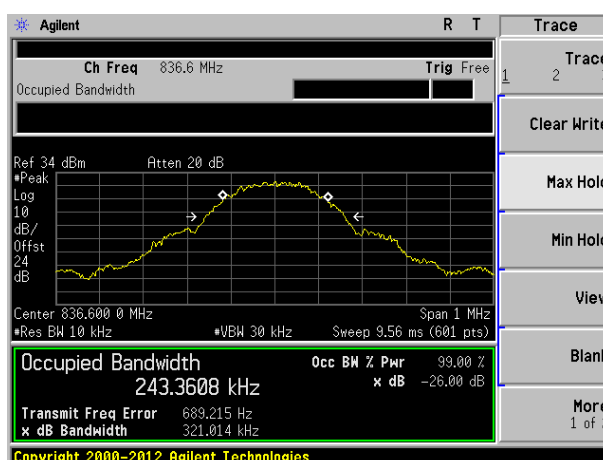 Agilent R T Trace
Ch Freq 836.6 MHz Trig Free
Occupied Bandwidth
Trace
1 2
Clear Write
Max Hold
Min Hold
View
Blank
More
1 of
Ref 34 dBm Atten 20 dB
#Peak
Log
10
dB/
Offst
24
dB
Center 836.600 0 MHz Span 1 MHz
#Res BW 10 kHz #VBW 30 kHz Sweep 9.56 ms (601 pts)
Occupied Bandwidth Occ BW % Pwr 99.00 %
243.3608 kHz x dB -26.00 dB
Transmit Freq Error 689.215 Hz
x dB Bandwidth 321.014 kHz
Copyright 2000-2012 Agilent Technologies